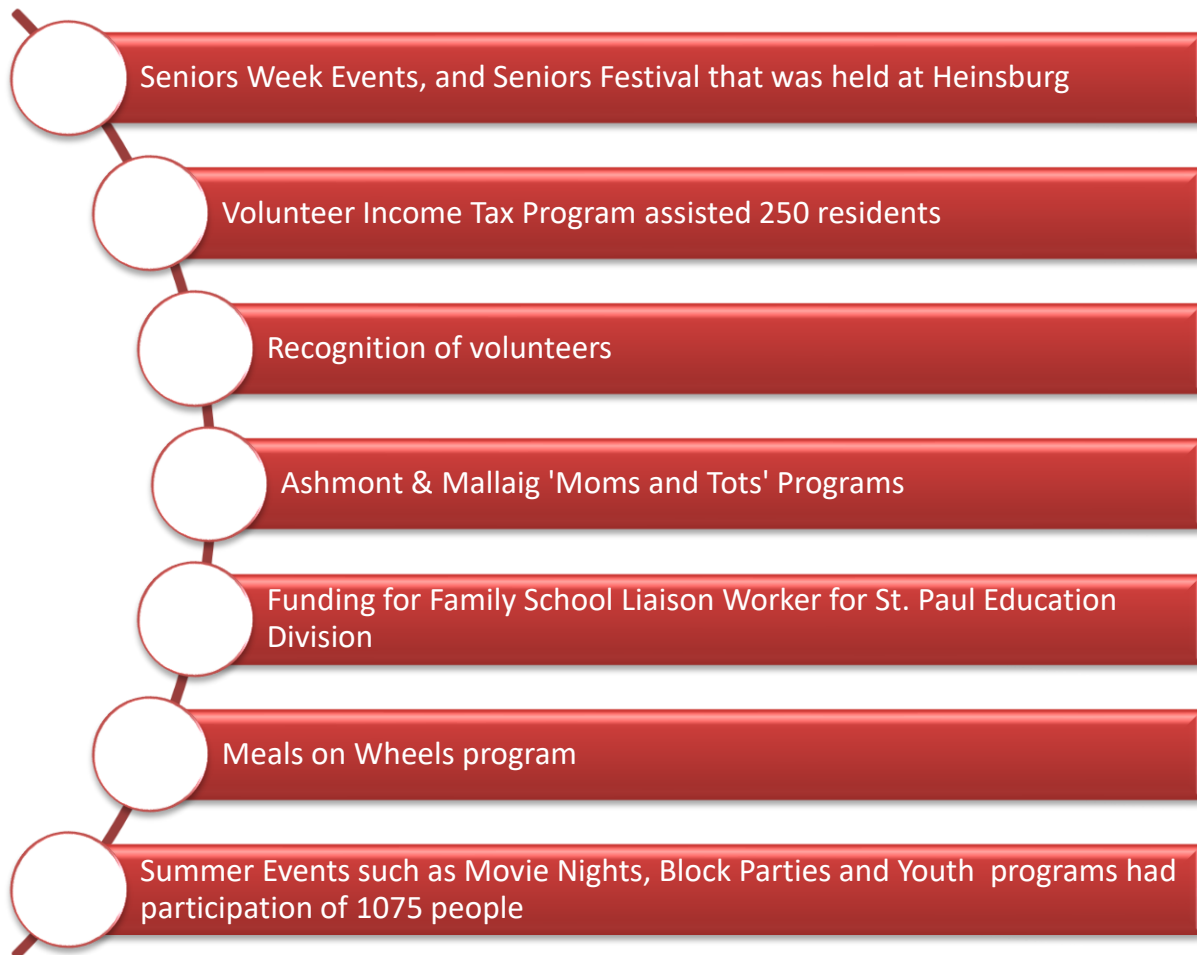 Seniors Week Events, and Seniors Festival that was held at Heinsburg
Volunteer Income Tax Program assisted 250 residents
Recognition of volunteers
Ashmont & Mallaig 'Moms and Tots' Programs
Funding for Family School Liaison Worker for St. Paul Education
Division
Meals on Wheels program
Summer Events such as Movie Nights, Block Parties and Youth  programs had
participation of 1075 people